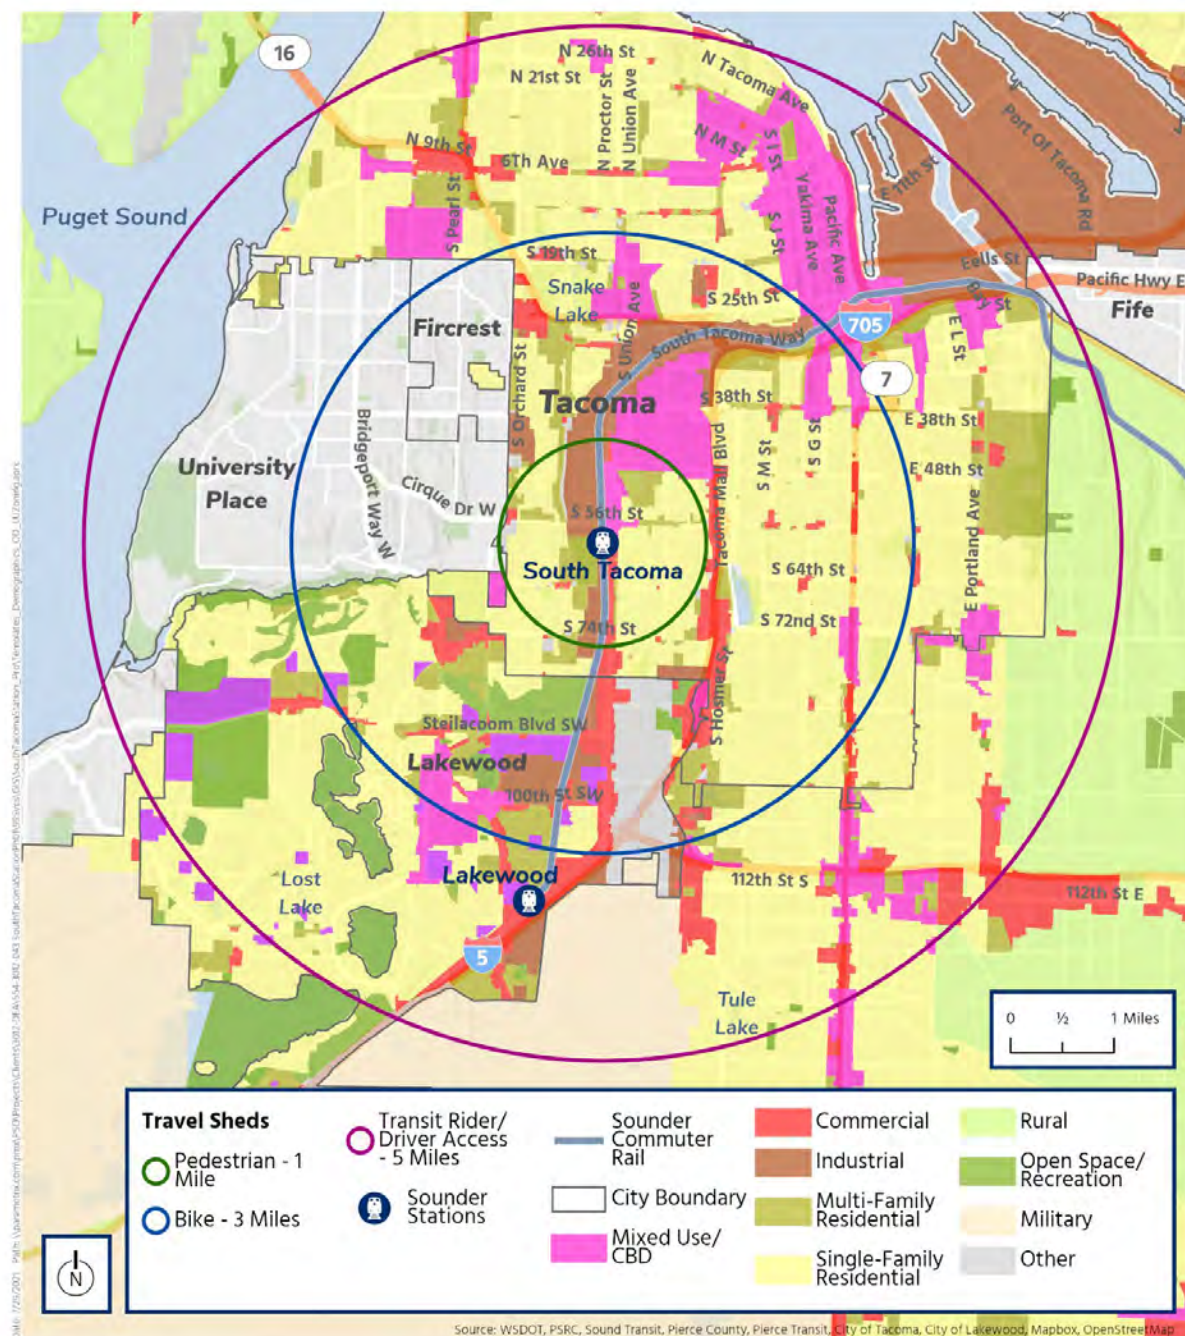 16
N 26th St
N 21st St
N Tacoma Ave
N Proctor St
N Union Ave
N M St
S I St
N 9th St
6Th Ave
E 11th St
Port Of Tacoma Rd
Puget Sound
S Pearl St
S J St
Yakima Ave
Pacific Ave
S 19th St
Eells St
Pacific Hwy E
Snake
Lake
S Union Ave
S 25th St
Bay St
Fife
Fircrest
South Tacoma Way
705
E L St
S Orchard St
7
Tacoma
S 38th St
E 38th St
Bridgeport Way W
S M St
S G St
University
Place
Cirque Dr W
E 48th St
Tacoma Mall Blvd
S 56th St
South Tacoma
S 64th St
E Portland Ave
S 74th St
S 72nd St
S Hosmer St
Steilacoom Blvd SW
Lakewood
100th St SW
Lost
Lake
Lakewood
112th St S
112th St E
5
Tule
Lake
0 ½ 1 Miles
Travel Sheds
Pedestrian - 1
Mile
Bike - 3 Miles
Transit Rider/
Driver Access
- 5 Miles
Sounder
Stations
Sounder
Commuter
Rail
City Boundary
Mixed Use/
CBD
Commercial
Industrial
Multi-Family
Residential
Single-Family
Residential
Rural
Open Space/
Recreation
Military
Other
N
Source: WSDOT, PSRC, Sound Transit, Pierce County, Pierce Transit, City of Tacoma, City of Lakewood, Mapbox, OpenStreetMap